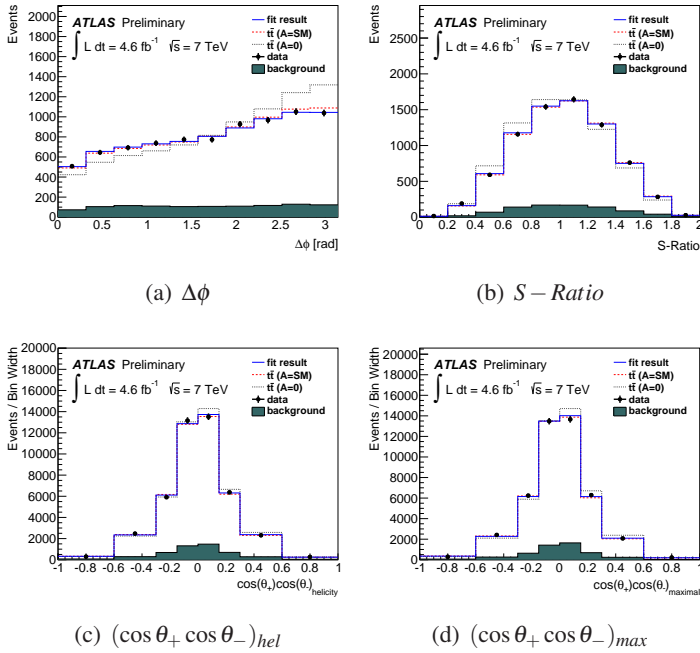 Events
2000
1800
1600
1400
1200
1000
800
600
400
200
0
ATLAS Preliminary
∫ L dt = 4.6 fb⁻¹ √s = 7 TeV
fit result
tt̄ (A=SM)
tt̄ (A=0)
data
background
0 0.5 1 1.5 2 2.5 3
Δϕ [rad]
(a) Δϕ
Events
2500
2000
1500
1000
500
0
ATLAS Preliminary
∫ L dt = 4.6 fb⁻¹ √s = 7 TeV
fit result
tt̄ (A=SM)
tt̄ (A=0)
data
background
0 0.2 0.4 0.6 0.8 1 1.2 1.4 1.6 1.8 2
S-Ratio
(b) S − Ratio
Events / Bin Width
20000
18000
16000
14000
12000
10000
8000
6000
4000
2000
0
ATLAS Preliminary
∫ L dt = 4.6 fb⁻¹ √s = 7 TeV
fit result
tt̄ (A=SM)
tt̄ (A=0)
data
background
-1 -0.8 -0.6 -0.4 -0.2 0 0.2 0.4 0.6 0.8 1
cos(θ₊)cos(θ₋)helicity
(c) (cos θ₊ cos θ₋)hel
Events / Bin Width
20000
18000
16000
14000
12000
10000
8000
6000
4000
2000
0
ATLAS Preliminary
∫ L dt = 4.6 fb⁻¹ √s = 7 TeV
fit result
tt̄ (A=SM)
tt̄ (A=0)
data
background
-1 -0.8 -0.6 -0.4 -0.2 0 0.2 0.4 0.6 0.8 1
cos(θ₊)cos(θ₋)maximal
(d) (cos θ₊ cos θ₋)max